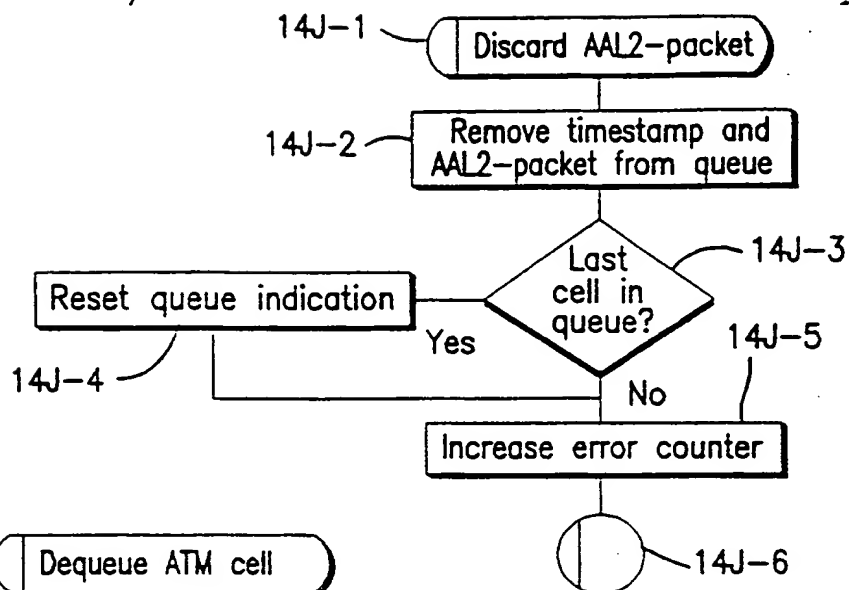 14J-1
Discard AAL2-packet
14J-2
Remove timestamp and
AAL2-packet from queue
14J-3
Last
cell in
queue?
Reset queue indication
Yes
14J-4
14J-5
No
Increase error counter
14J-6
Dequeue ATM cell